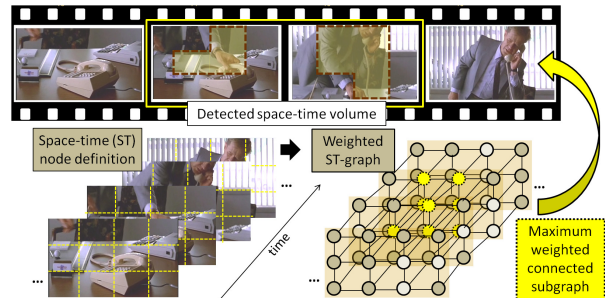 Detected space-time volume
Space-time (ST)
node definition
Weighted
ST-graph
...
...
time
...
...
Maximum
weighted
connected
subgraph